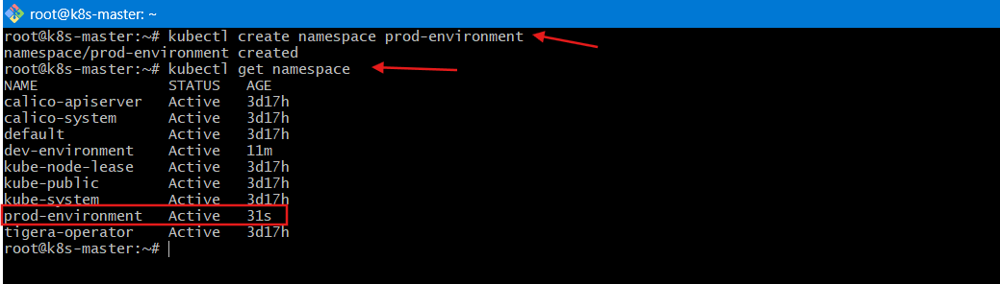 root@k8s-master: ~
root@k8s-master:~# kubectl create namespace prod-environment
namespace/prod-environment created
root@k8s-master:~# kubectl get namespace
NAME STATUS AGE
calico-apiserver Active 3d17h
calico-system Active 3d17h
default Active 3d17h
dev-environment Active 11m
kube-node-lease Active 3d17h
kube-public Active 3d17h
kube-system Active 3d17h
prod-environment Active 31s
tigera-operator Active 3d17h
root@k8s-master:~#